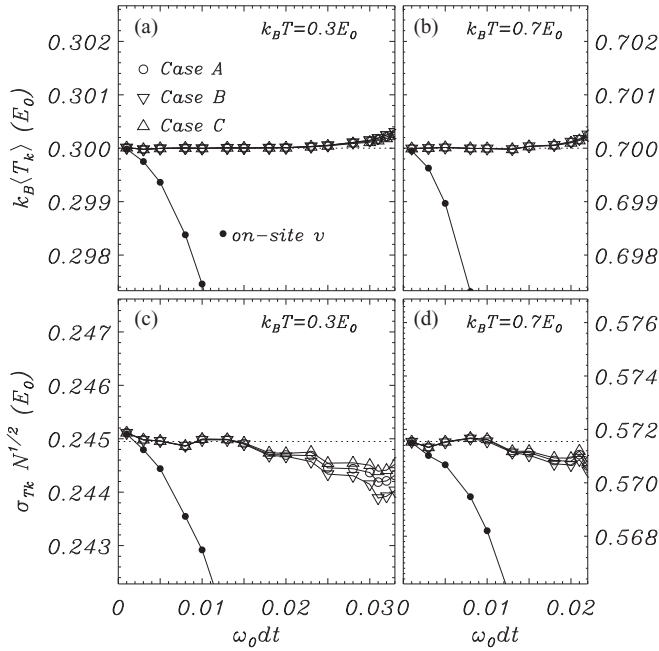 (a) k_BT=0.3E_0
(b) k_BT=0.7E_0
0.302
0.301
0.300
0.299
0.298
k_B⟨T_k⟩ (E_0)
○ Case A
▽ Case B
△ Case C
● on-site v
0.702
0.701
0.700
0.699
0.698
(c) k_BT=0.3E_0
(d) k_BT=0.7E_0
0.247
0.246
0.245
0.244
0.243
σ_{Tk} N^{1/2} (E_0)
0.576
0.574
0.572
0.570
0.568
0 0.01 0.02 0.030 0.01 0.02
ω_0dt ω_0dt